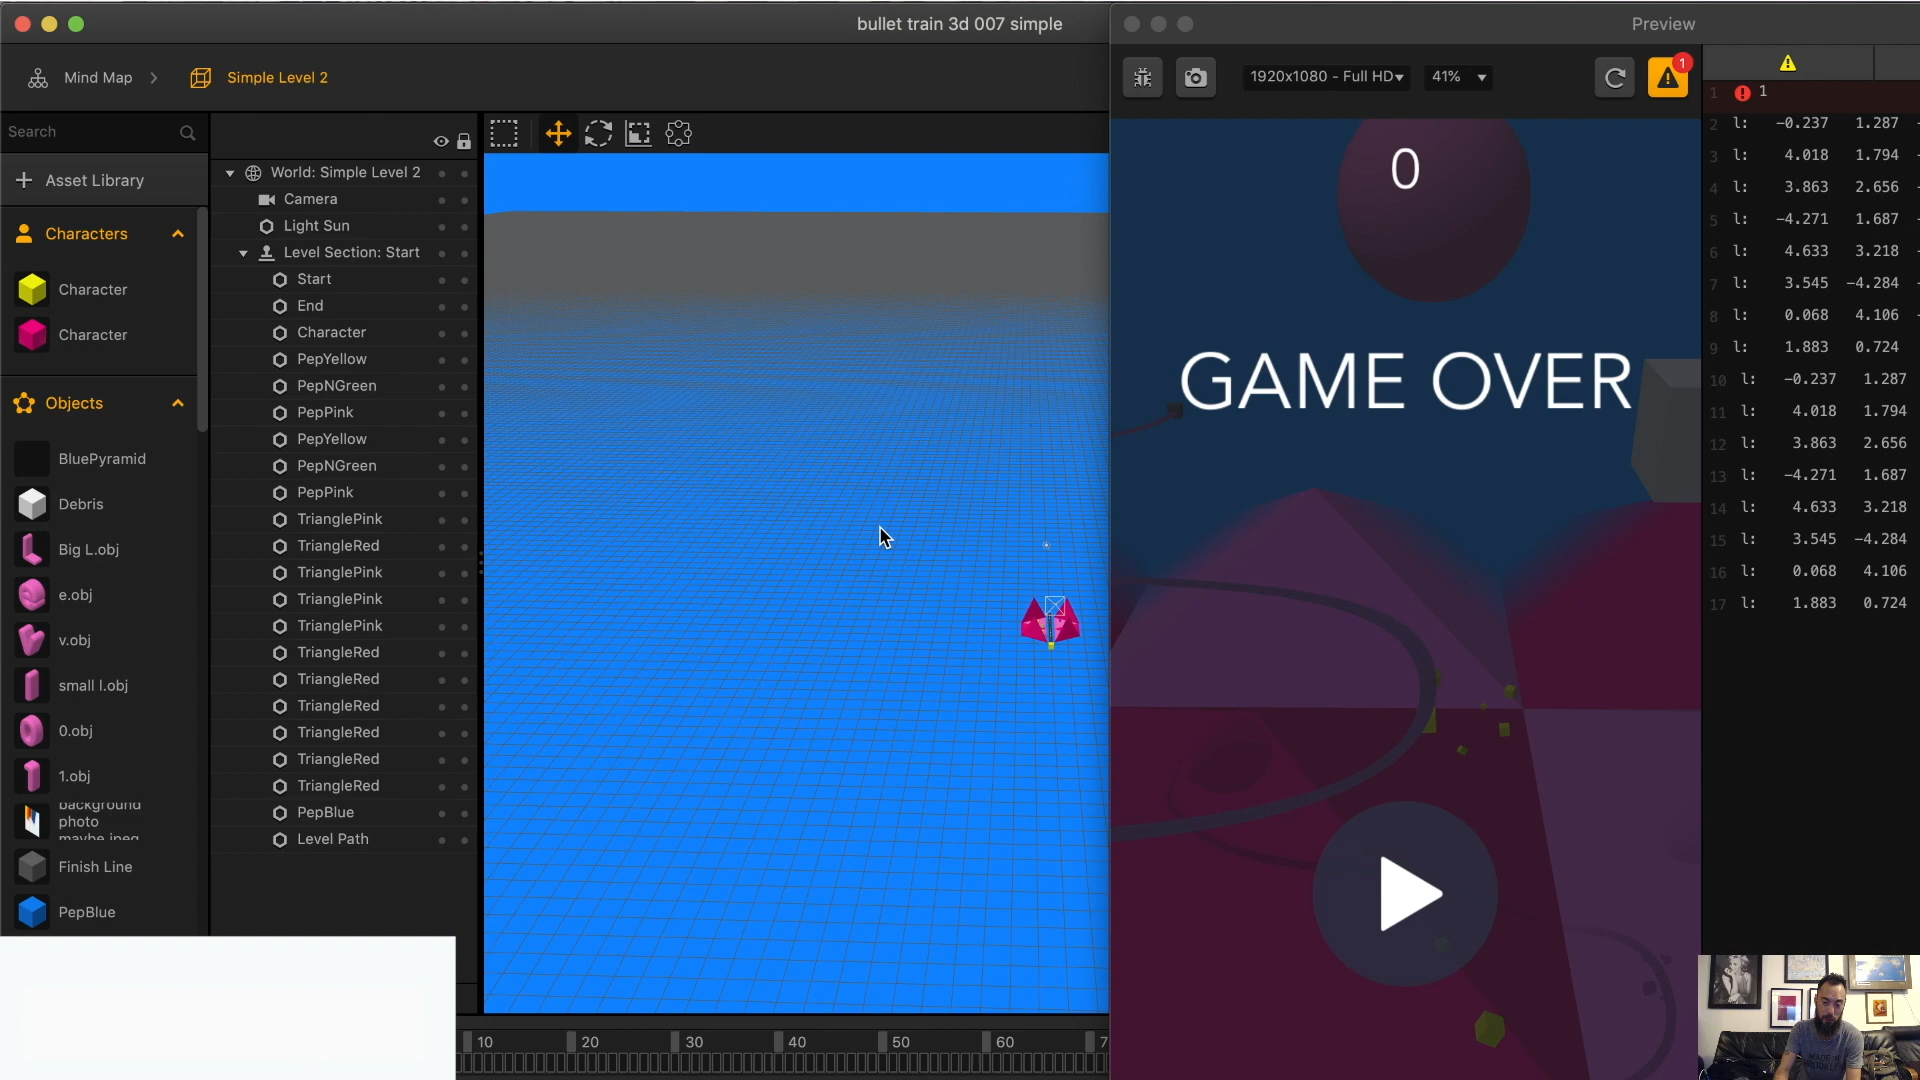 bullet train 3d 007 simple
Preview
Mind Map
Simple Level 2
1920x1080 - Full HD
41%
1
Search
Asset Library
Characters
Character
Character
Objects
BluePyramid
Debris
Big L.obj
e.obj
v.obj
small l.obj
0.obj
1.obj
background
photo
maybe.jpeg
Finish Line
PepBlue
World: Simple Level 2
Camera
Light Sun
Level Section: Start
Start
End
Character
PepYellow
PepNGreen
PepPink
PepYellow
PepNGreen
PepPink
TrianglePink
TriangleRed
TrianglePink
TrianglePink
TrianglePink
TriangleRed
TriangleRed
TriangleRed
TriangleRed
TriangleRed
TriangleRed
PepBlue
Level Path
10 20 30 40 50 60 7
0
GAME OVER
1 1
2 l: -0.237 1.287 -
3 l: 4.018 1.794 -
4 l: 3.863 2.656 -
5 l: -4.271 1.687 -
6 l: 4.633 3.218 -
7 l: 3.545 -4.284 -
8 l: 0.068 4.106 -
9 l: 1.883 0.724 -
10 l: -0.237 1.287
11 l: 4.018 1.794
12 l: 3.863 2.656
13 l: -4.271 1.687
14 l: 4.633 3.218
15 l: 3.545 -4.284
16 l: 0.068 4.106
17 l: 1.883 0.724
MADE IN
BROOKLYN